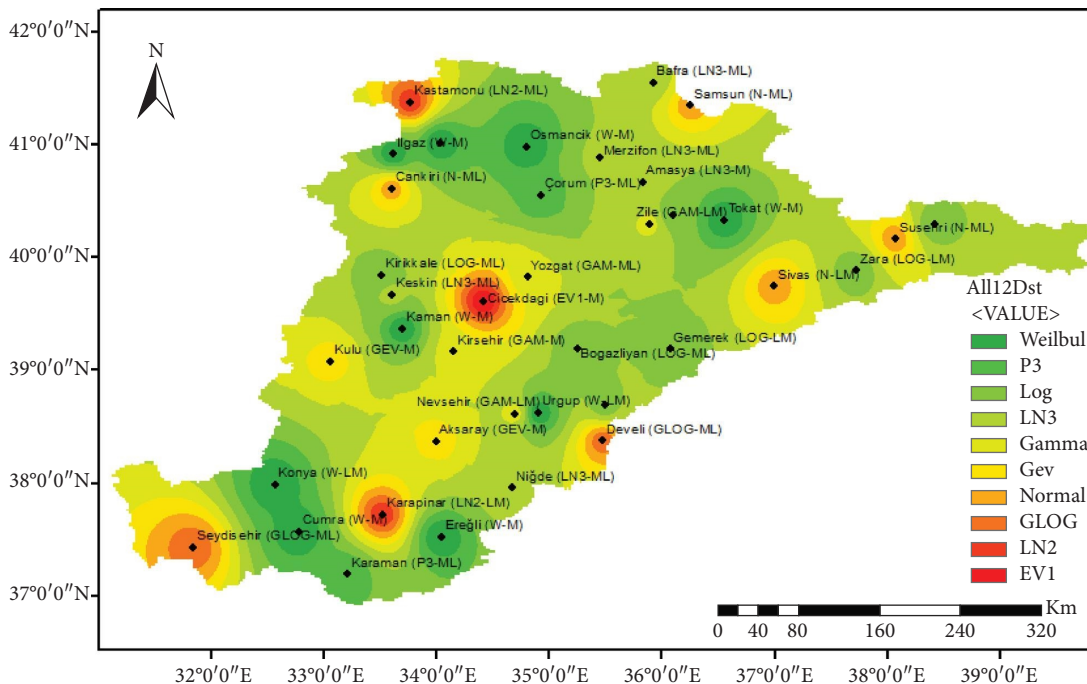 42°0′0″N
41°0′0″N
40°0′0″N
39°0′0″N
38°0′0″N
37°0′0″N
N
Bafra (LN3-ML)
Kastamonu (LN2-ML)
Samsun (N-ML)
Osmancik (W-M)
Ilgaz (W-M)
Merzifon (LN3-ML)
Amasya (LN3-M)
Cankiri (N-ML)
Çorum (P3-ML)
Zile (GAM-LM)
Tokat (W-M)
Susehri (N-ML)
Zara (LOG-LM)
Kirikkale (LOG-ML)
Yozgat (GAM-ML)
Sivas (N-LM)
Keskin (LN3-ML)
Cicekdagi (EV1-M)
Kaman (W-M)
Kirsehir (GAM-M)
Gemerek (LOG-LM)
Kulu (GEV-M)
Bogazliyan (LOG-ML)
Nevsehir (GAM-LM)
Urgup (W-LM)
Aksaray (GEV-M)
Develi (GLOG-ML)
Konya (W-LM)
Niğde (LN3-ML)
Karapinar (LN2-LM)
Cumra (W-M)
Ereğli (W-M)
Seydisehir (GLOG-ML)
Karaman (P3-ML)
All12Dst
<VALUE>
Weilbul
P3
Log
LN3
Gamma
Gev
Normal
GLOG
LN2
EV1
Km
0 40 80 160 240 320
32°0′0″E 33°0′0″E 34°0′0″E 35°0′0″E 36°0′0″E 37°0′0″E 38°0′0″E 39°0′0″E